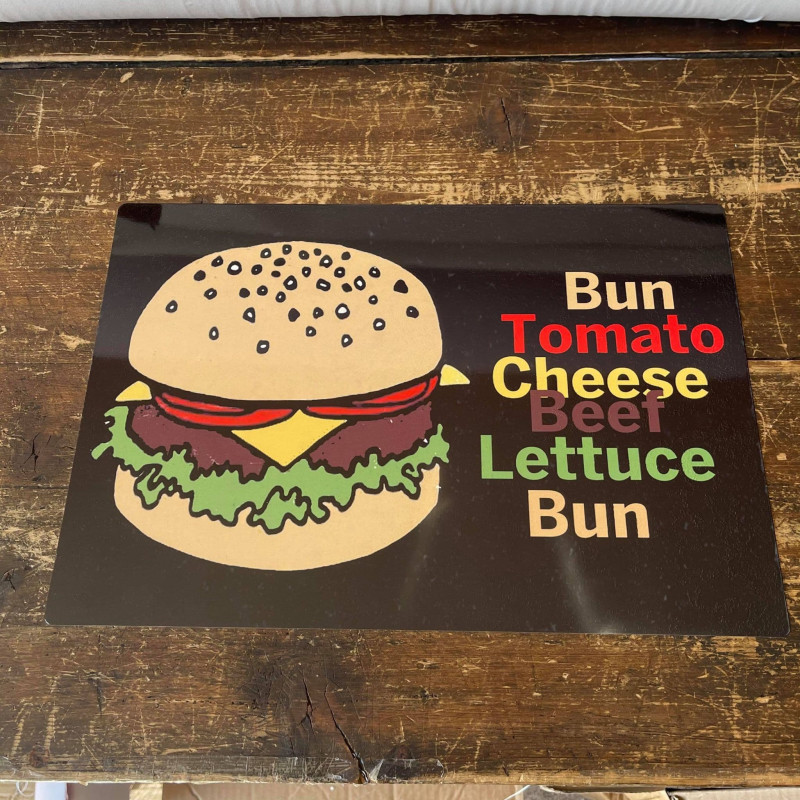 Bun
Tomato
Cheese
Beef
Lettuce
Bun